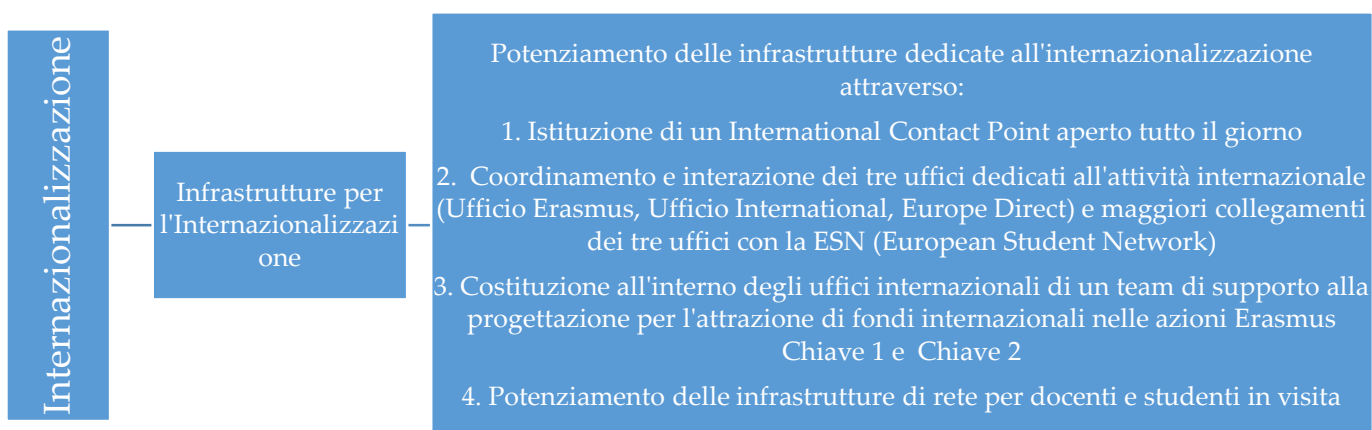 Internazionalizzazione
Infrastrutture per
l'Internazionalizzazi
one
Potenziamento delle infrastrutture dedicate all'internazionalizzazione
attraverso:
1. Istituzione di un International Contact Point aperto tutto il giorno
2. Coordinamento e interazione dei tre uffici dedicati all'attività internazionale
(Ufficio Erasmus, Ufficio International, Europe Direct) e maggiori collegamenti
dei tre uffici con la ESN (European Student Network)
3. Costituzione all'interno degli uffici internazionali di un team di supporto alla
progettazione per l'attrazione di fondi internazionali nelle azioni Erasmus
Chiave 1 e Chiave 2
4. Potenziamento delle infrastrutture di rete per docenti e studenti in visita